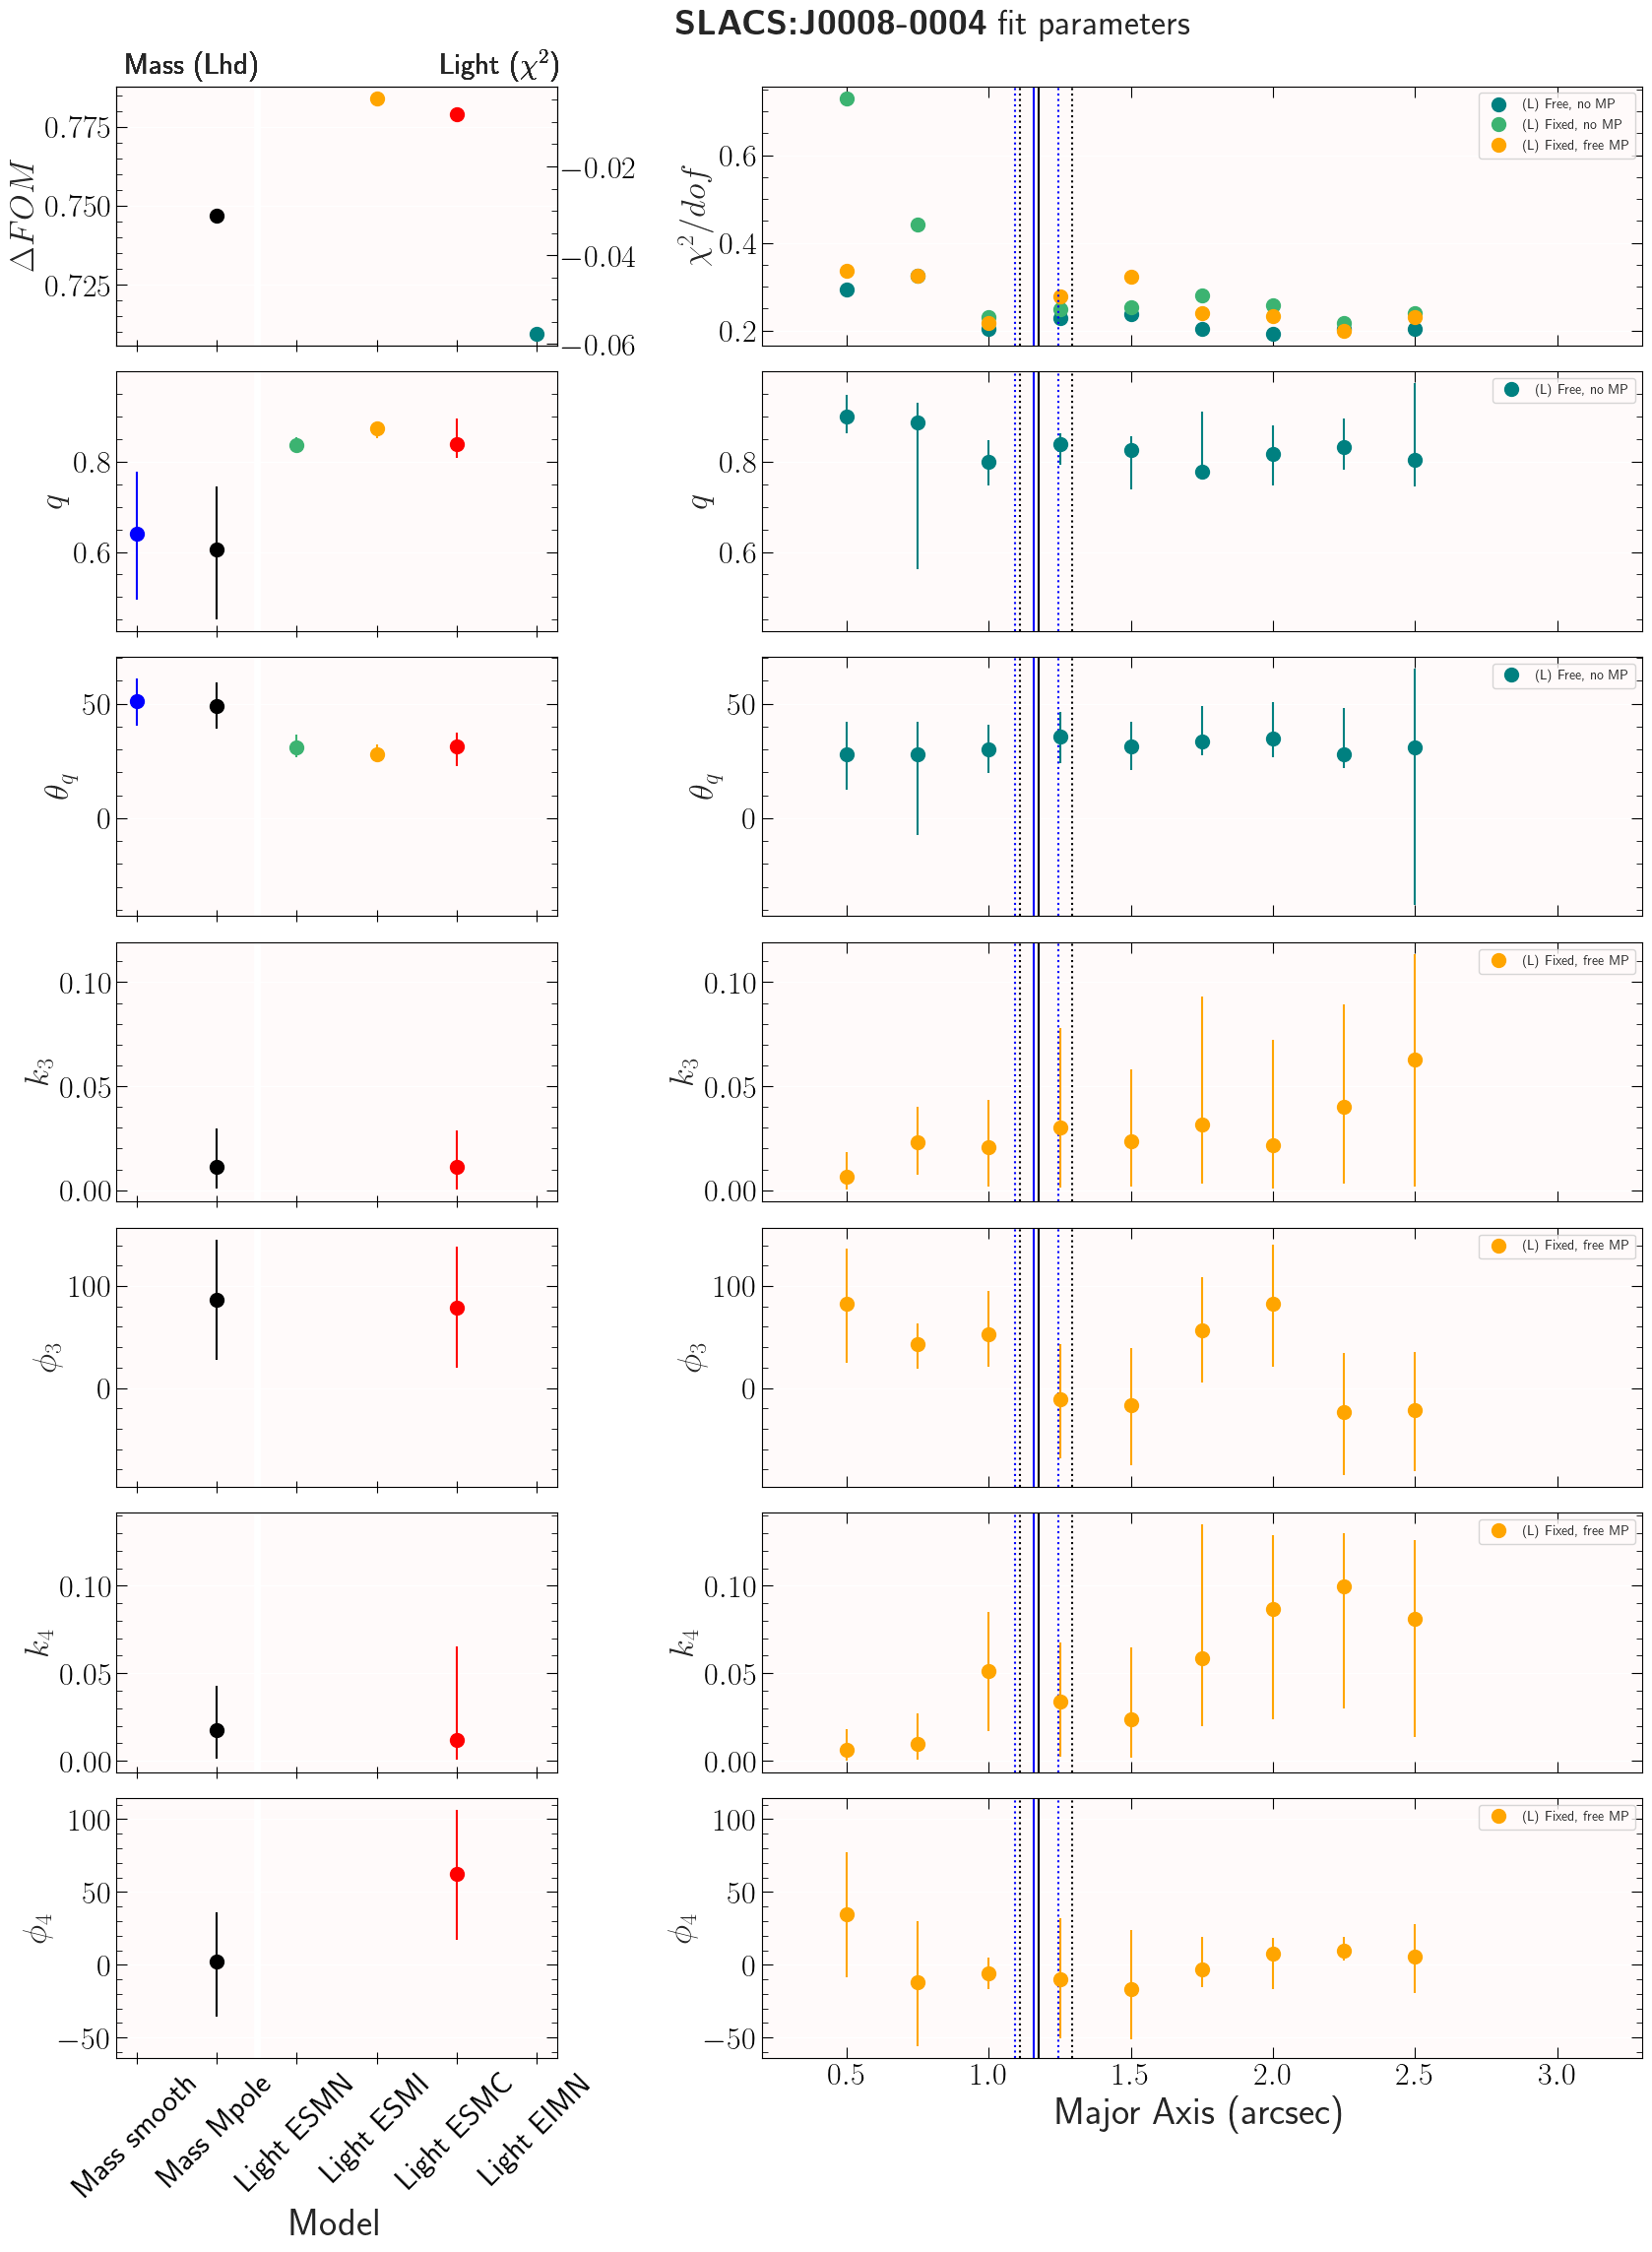 SLACS:J0008-0004 fit parameters
Mass (Lhd)
Light (χ²)
ΔFOM
0.775
0.750
0.725
−0.02
−0.04
−0.06
χ²/dof
0.6
0.4
0.2
(L) Free, no MP
(L) Fixed, no MP
(L) Fixed, free MP
q
0.8
0.6
q
0.8
0.6
(L) Free, no MP
θq
50
0
θq
50
0
(L) Free, no MP
k3
0.10
0.05
0.00
k3
0.10
0.05
0.00
(L) Fixed, free MP
ϕ3
100
0
ϕ3
100
0
(L) Fixed, free MP
k4
0.10
0.05
0.00
k4
0.10
0.05
0.00
(L) Fixed, free MP
ϕ4
100
50
0
−50
ϕ4
100
50
0
−50
(L) Fixed, free MP
Mass smooth
Mass Mpole
Light ESMN
Light ESMI
Light ESMC
Light EIMN
Model
0.5 1.0 1.5 2.0 2.5 3.0
Major Axis (arcsec)